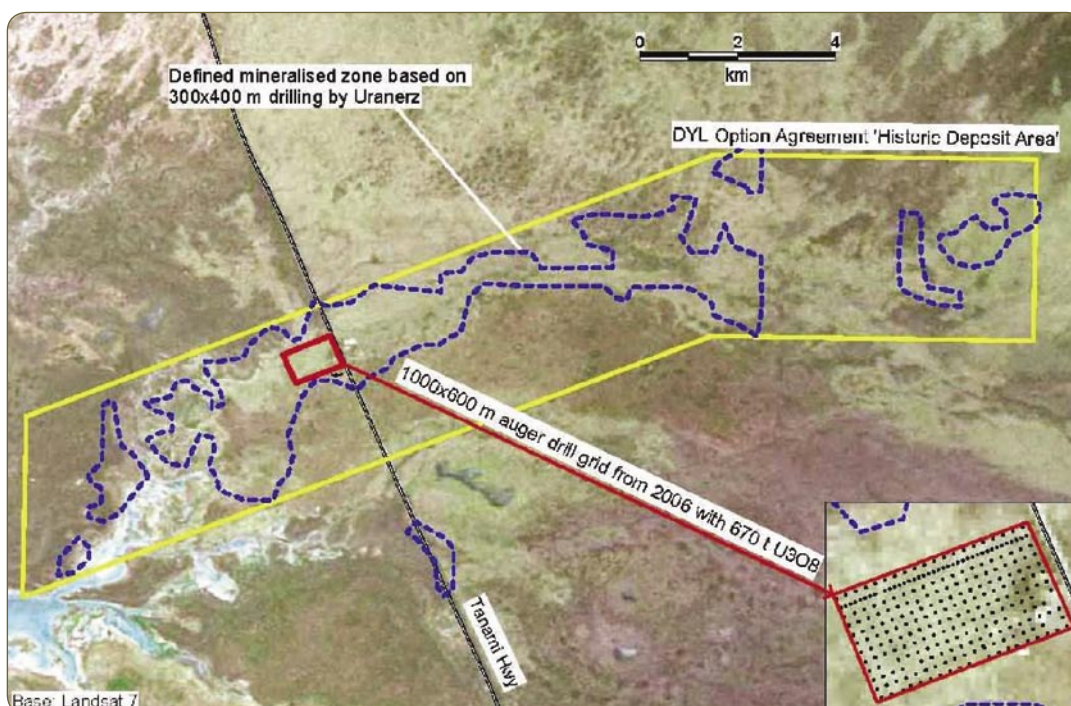 0 2 4
km
Defined mineralised zone based on
300x400 m drilling by Uranerz
DYL Option Agreement 'Historic Deposit Area'
1000x600 m auger drill grid from 2006 with 670 t U3O8
Tanami Hwy
Base: Landsat 7